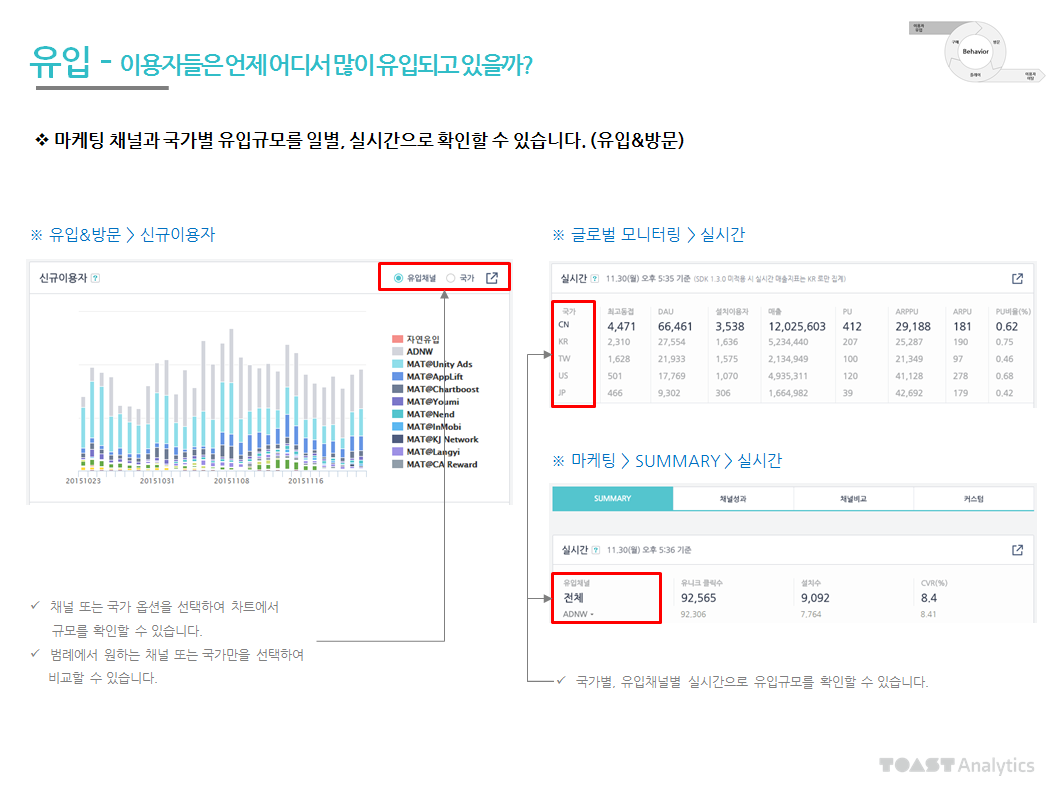 유입 - 이용자들은 언제 어디서 많이 유입되고 있을까?
이용자
유입
구매
방문
Behavior
플레이
이용자
이탈
❖ 마케팅 채널과 국가별 유입규모를 일별, 실시간으로 확인할 수 있습니다. (유입&방문)
※ 유입&방문 > 신규이용자
신규이용자 ?
유입채널 국가
자연유입
ADNW
MAT@Unity Ads
MAT@AppLift
MAT@Chartboost
MAT@Youmi
MAT@Nend
MAT@InMobi
MAT@KJ Network
MAT@Langyi
MAT@CA Reward
20151023 20151031 20151108 20151116
✓ 채널 또는 국가 옵션을 선택하여 차트에서
규모를 확인할 수 있습니다.
✓ 범례에서 원하는 채널 또는 국가만을 선택하여
비교할 수 있습니다.
※ 글로벌 모니터링 > 실시간
실시간 ? 11.30(월) 오후 5:35 기준 (SDK 1.3.0 미적용 시 실시간 매출지표는 KR 로만 집계)
국가 최고동접 DAU 설치이용자 매출 PU ARPPU ARPU PU비율(%)
CN 4,471 66,461 3,538 12,025,603 412 29,188 181 0.62
KR 2,310 27,554 1,636 5,234,440 207 25,287 190 0.75
TW 1,628 21,933 1,575 2,134,949 100 21,349 97 0.46
US 501 17,769 1,070 4,935,311 120 41,128 278 0.68
JP 466 9,302 306 1,664,982 39 42,692 179 0.42
※ 마케팅 > SUMMARY > 실시간
SUMMARY 채널성과 채널비교 커스텀
실시간 ? 11.30(월) 오후 5:36 기준
유입채널 유니크 클릭수 설치수 CVR(%)
전체 92,565 9,092 8.4
ADNW 92,306 7,764 8.41
✓ 국가별, 유입채널별 실시간으로 유입규모를 확인할 수 있습니다.
TOAST Analytics